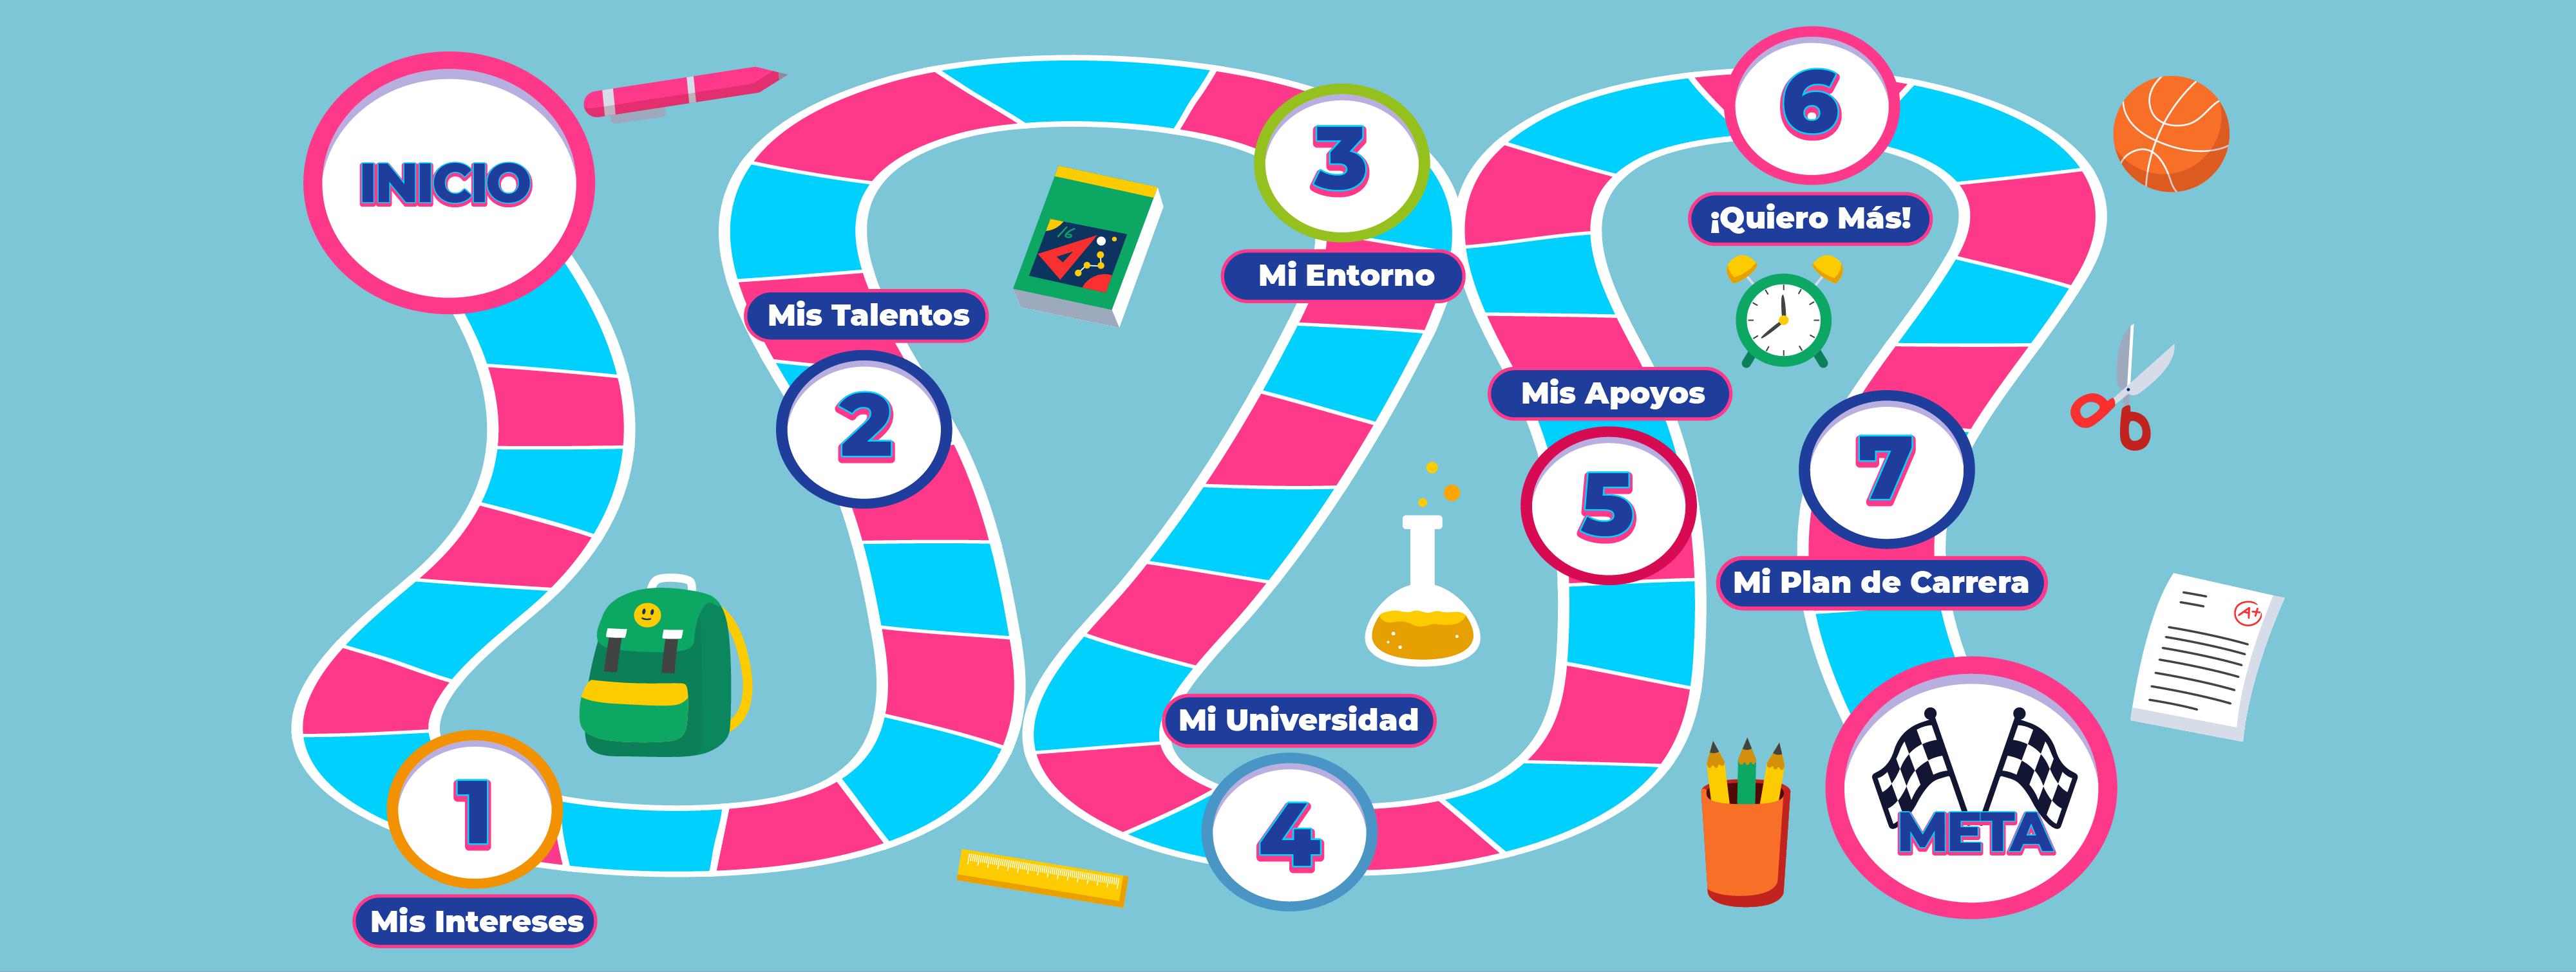 INICIO
1
Mis Intereses
Mis Talentos
2
3
Mi Entorno
Mi Universidad
4
Mis Apoyos
5
6
¡Quiero Más!
7
Mi Plan de Carrera
META
A+